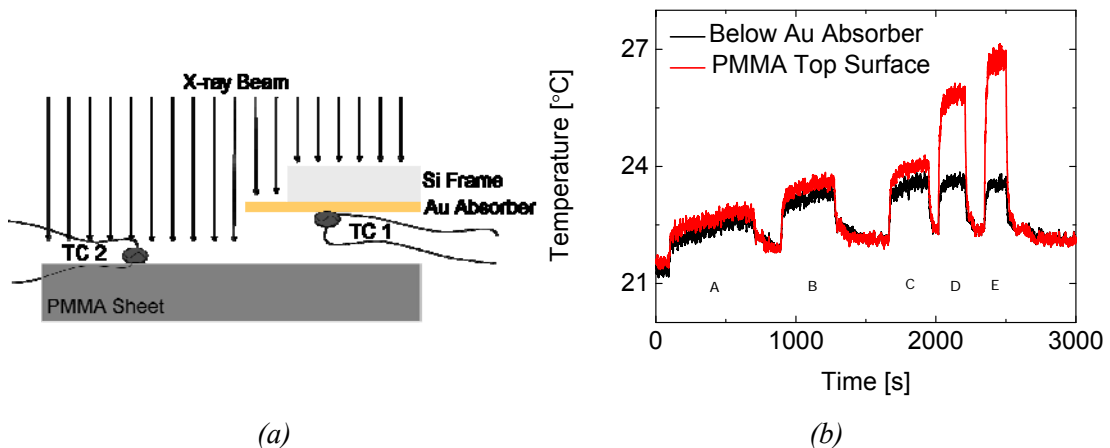 X-ray Beam
Si Frame
Au Absorber
TC 1
TC 2
PMMA Sheet
(a)
(b)
Below Au Absorber
PMMA Top Surface
Temperature [°C]
27
24
21
A B C D E
0 1000 2000 3000
Time [s]